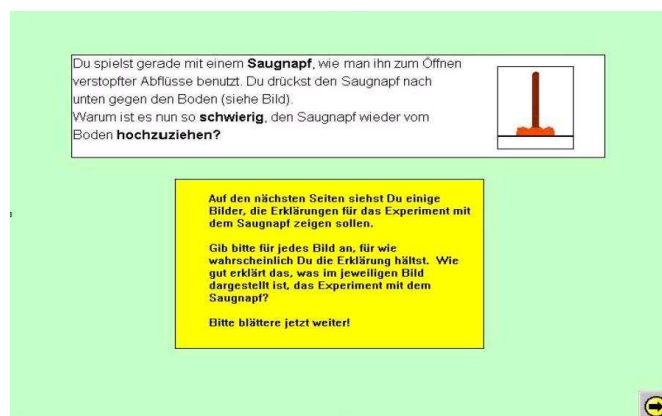 Du spielst gerade mit einem Saugnapf, wie man ihn zum Öffnen
verstopfter Abflüsse benutzt. Du drückst den Saugnapf nach
unten gegen den Boden (siehe Bild).
Warum ist es nun so schwierig, den Saugnapf wieder vom
Boden hochzuziehen?
Auf den nächsten Seiten siehst Du einige
Bilder, die Erklärungen für das Experiment mit
dem Saugnapf zeigen sollen.
Gib bitte für jedes Bild an, für wie
wahrscheinlich Du die Erklärung hältst. Wie
gut erklärt das, was im jeweiligen Bild
dargestellt ist, das Experiment mit dem
Saugnapf?
Bitte blättere jetzt weiter!